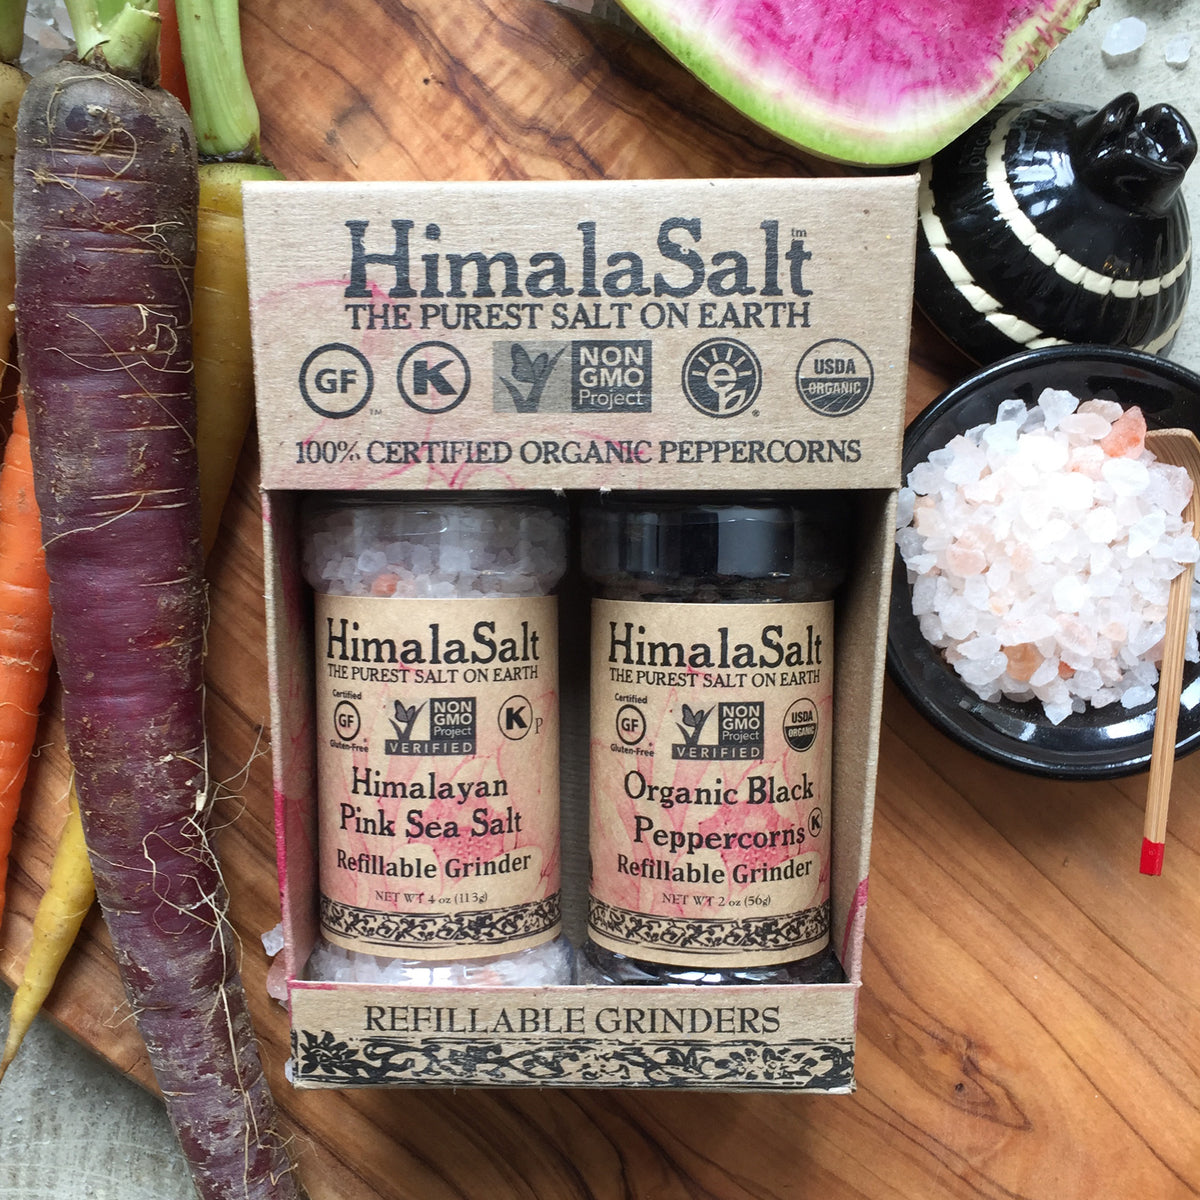 HimalaSalt™
THE PUREST SALT ON EARTH
GF™
K
NON
GMO
Project
e®
USDA
ORGANIC
100% CERTIFIED ORGANIC PEPPERCORNS
HimalaSalt
THE PUREST SALT ON EARTH
Certified
GF
Gluten-Free
NON
GMO
Project
VERIFIED
K P
Himalayan
Pink Sea Salt
Refillable Grinder
NET WT 4 oz (113g)
HimalaSalt
THE PUREST SALT ON EARTH
Certified
GF
Gluten-Free
NON
GMO
Project
VERIFIED
USDA
ORGANIC
Organic Black
Peppercorns K
Refillable Grinder
NET WT 2 oz (56g)
REFILLABLE GRINDERS